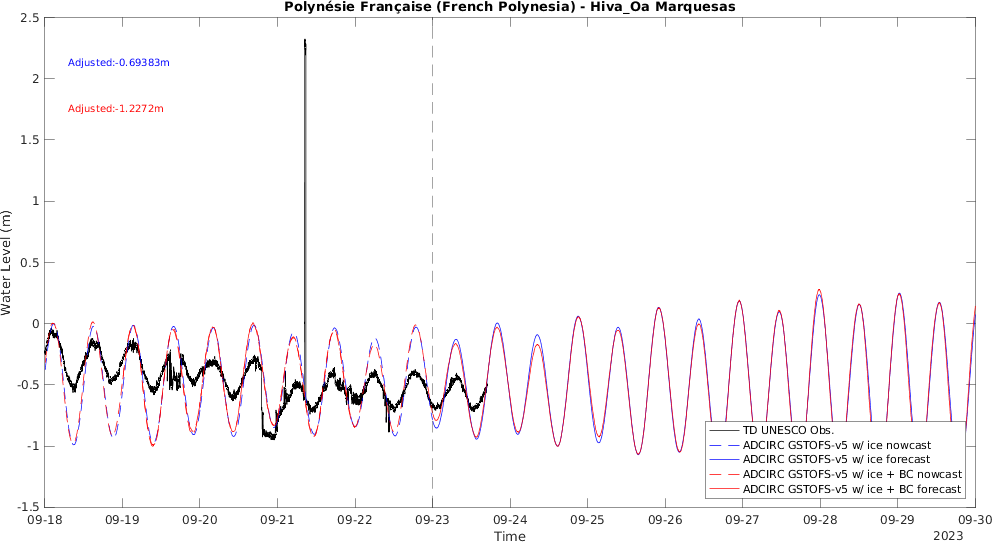 Polynésie Française (French Polynesia) - Hiva_Oa Marquesas
2.5
2
1.5
1
0.5
0
-0.5
-1
-1.5
Water Level (m)
Adjusted:-0.69383m
Adjusted:-1.2272m
TD UNESCO Obs.
ADCIRC GSTOFS-v5 w/ ice nowcast
ADCIRC GSTOFS-v5 w/ ice forecast
ADCIRC GSTOFS-v5 w/ ice + BC nowcast
ADCIRC GSTOFS-v5 w/ ice + BC forecast
09-18 09-19 09-20 09-21 09-22 09-23 09-24 09-25 09-26 09-27 09-28 09-29 09-30
Time
2023